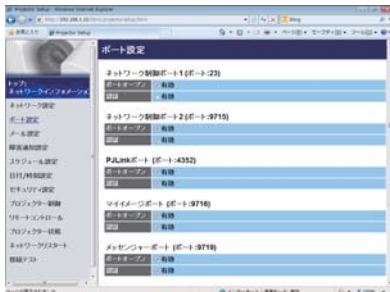 Projector Setup - Windows Internet Explorer
Bing
Projector Setup
ポート設定
トップ:
ネットワークインフォメーション
ネットワーク設定
ポート設定
メール設定
障害通知設定
スケジュール設定
日付/時刻設定
セキュリティ設定
プロジェクター制御
リモートコントロール
プロジェクター状態
ネットワークリスタート
接続テスト
ネットワーク制御ポート1 (ポート:23)
ポートオープン 有効
認証 有効
ネットワーク制御ポート2 (ポート:9715)
ポートオープン 有効
認証 有効
PJLinkポート (ポート:4352)
ポートオープン 有効
認証 有効
マイイメージポート (ポート:9716)
ポートオープン 有効
認証 有効
メッセンジャーポート (ポート:9719)
ポートオープン 有効
認証 有効